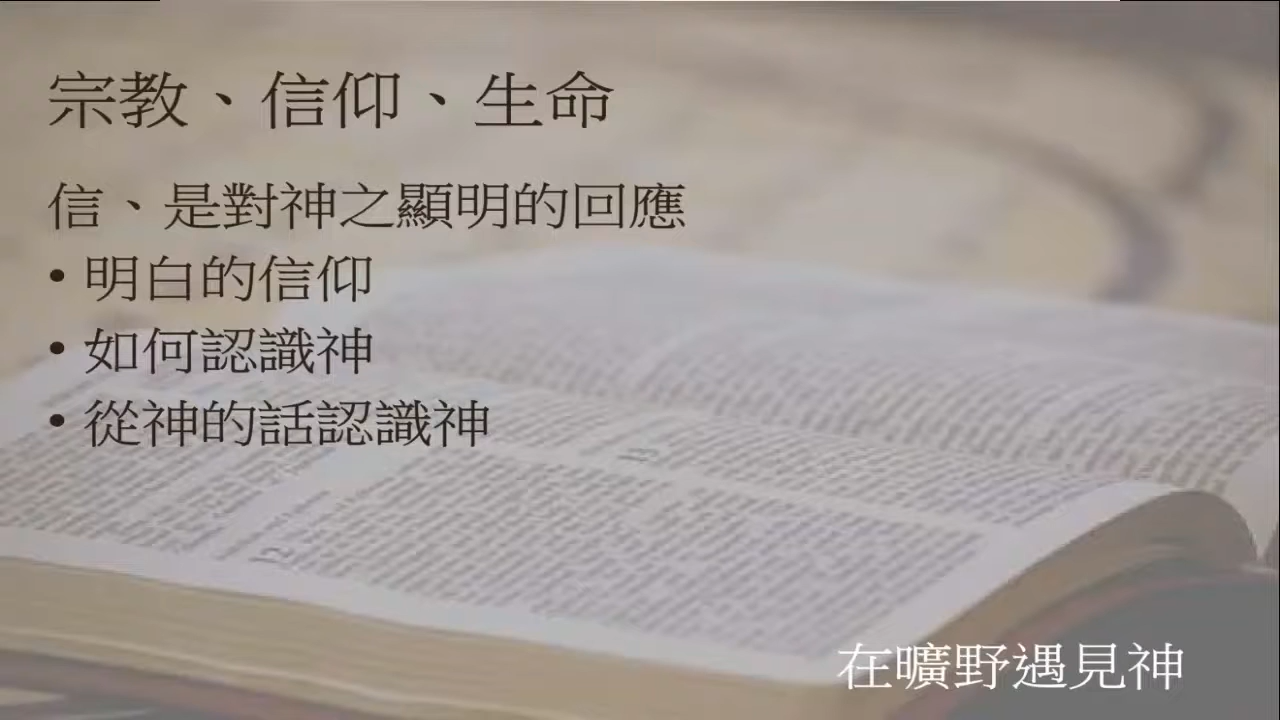 宗教、信仰、生命
信、是對神之顯明的回應
• 明白的信仰
• 如何認識神
• 從神的話認識神
在曠野遇見神